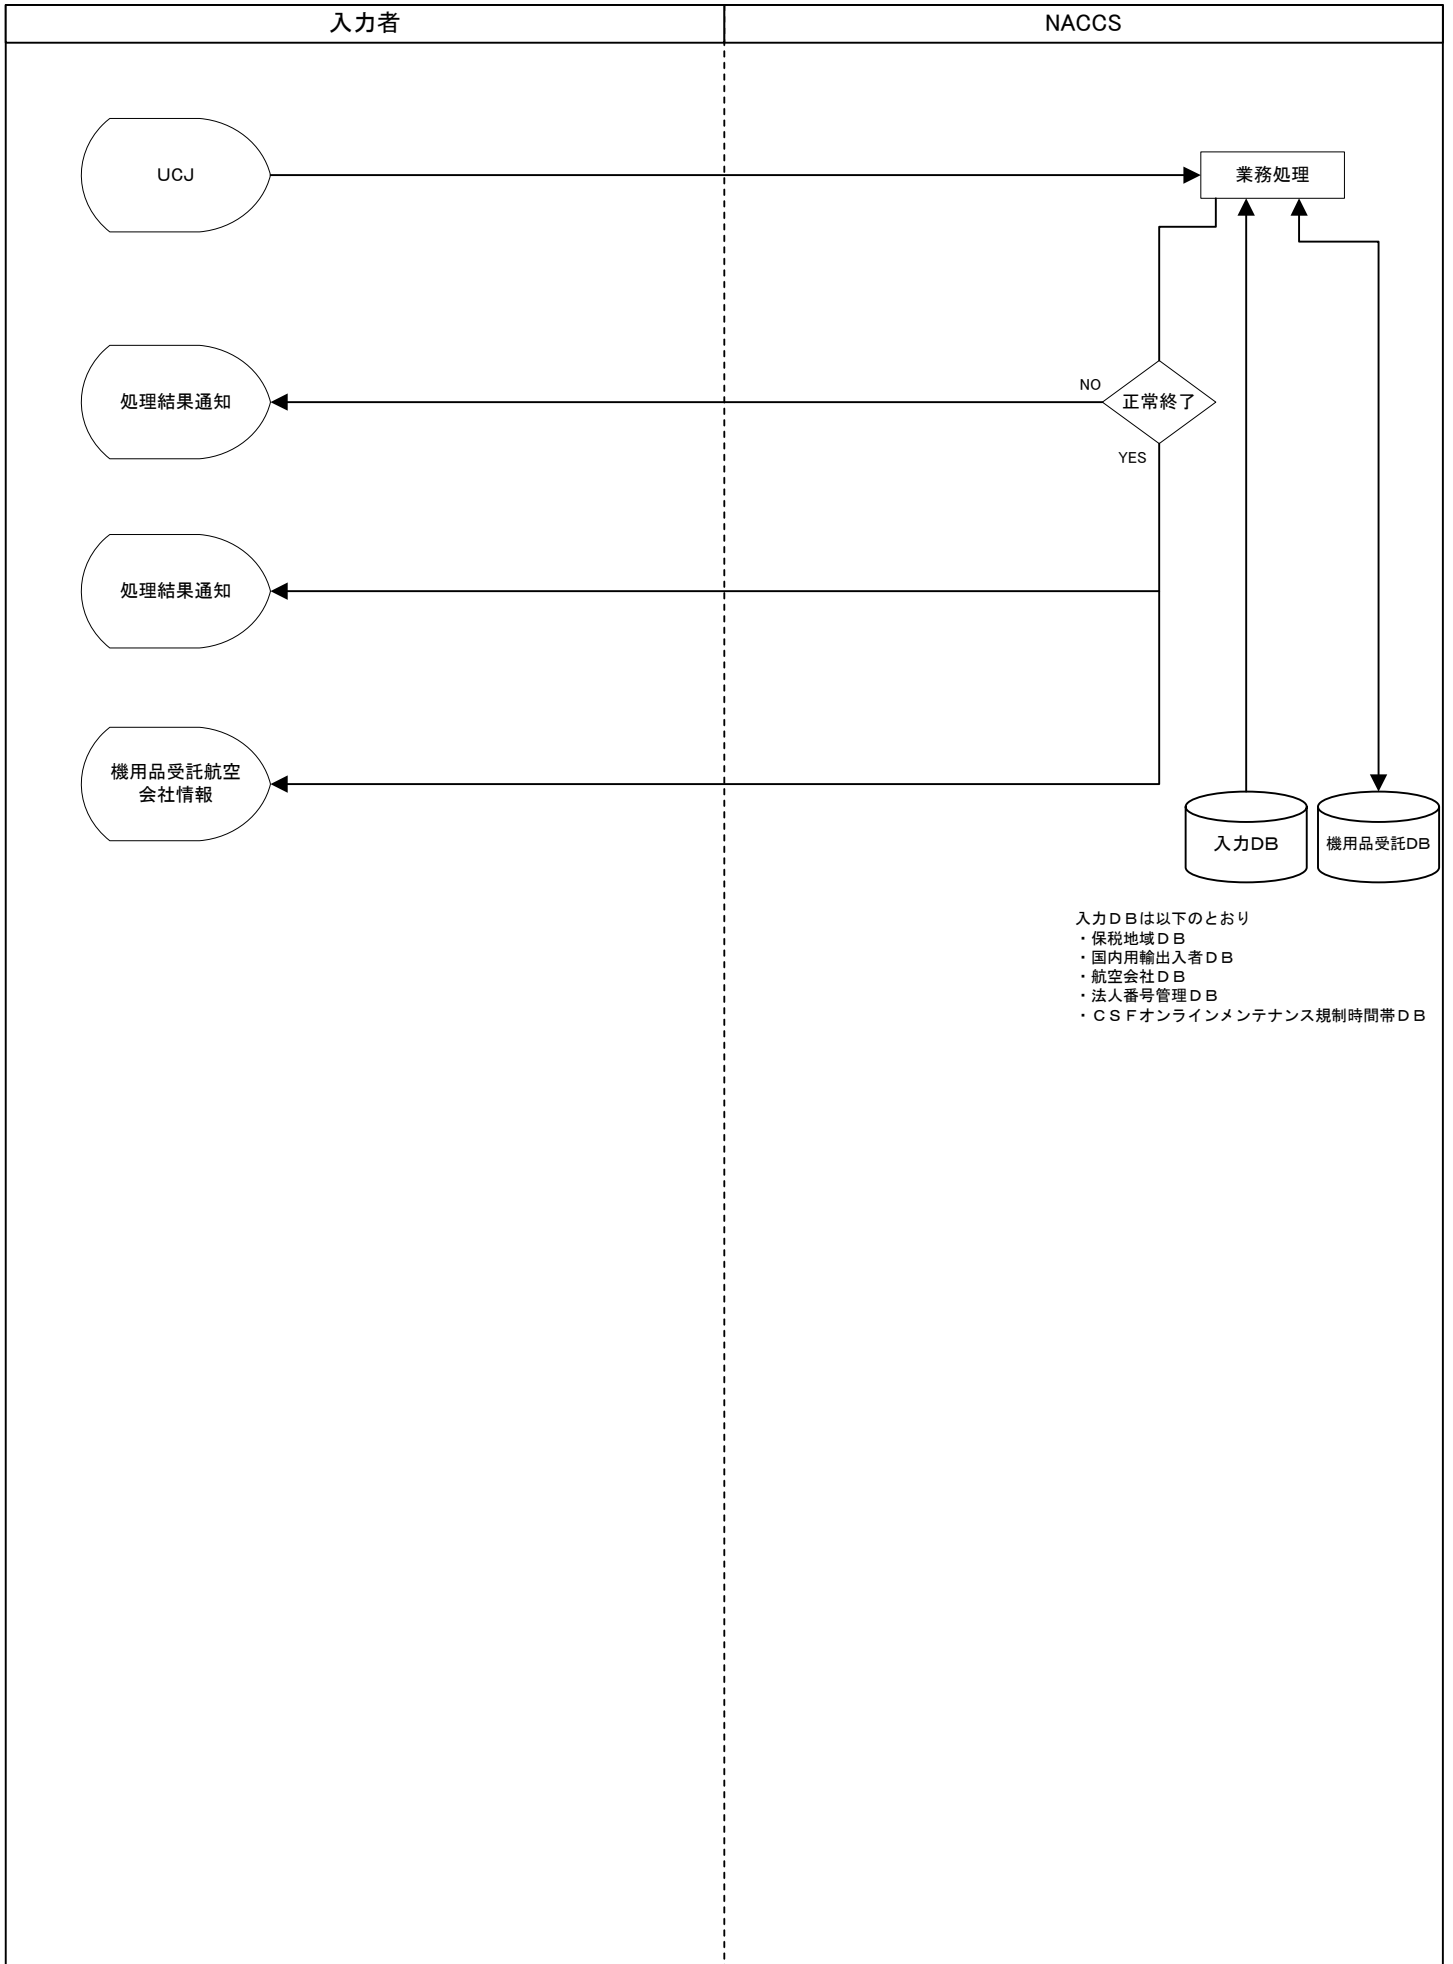 入力者
NACCS
UCJ
業務処理
処理結果通知
NO
正常終了
YES
処理結果通知
機用品受託航空
会社情報
入力DB
機用品受託DB
入力ＤＢは以下のとおり
・保税地域ＤＢ
・国内用輸出入者ＤＢ
・航空会社ＤＢ
・法人番号管理ＤＢ
・ＣＳＦオンラインメンテナンス規制時間帯ＤＢ